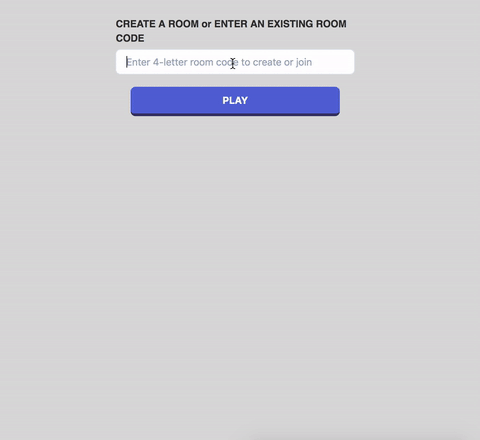 CREATE A ROOM or ENTER AN EXISTING ROOM
CODE
Enter 4-letter room code to create or join
PLAY